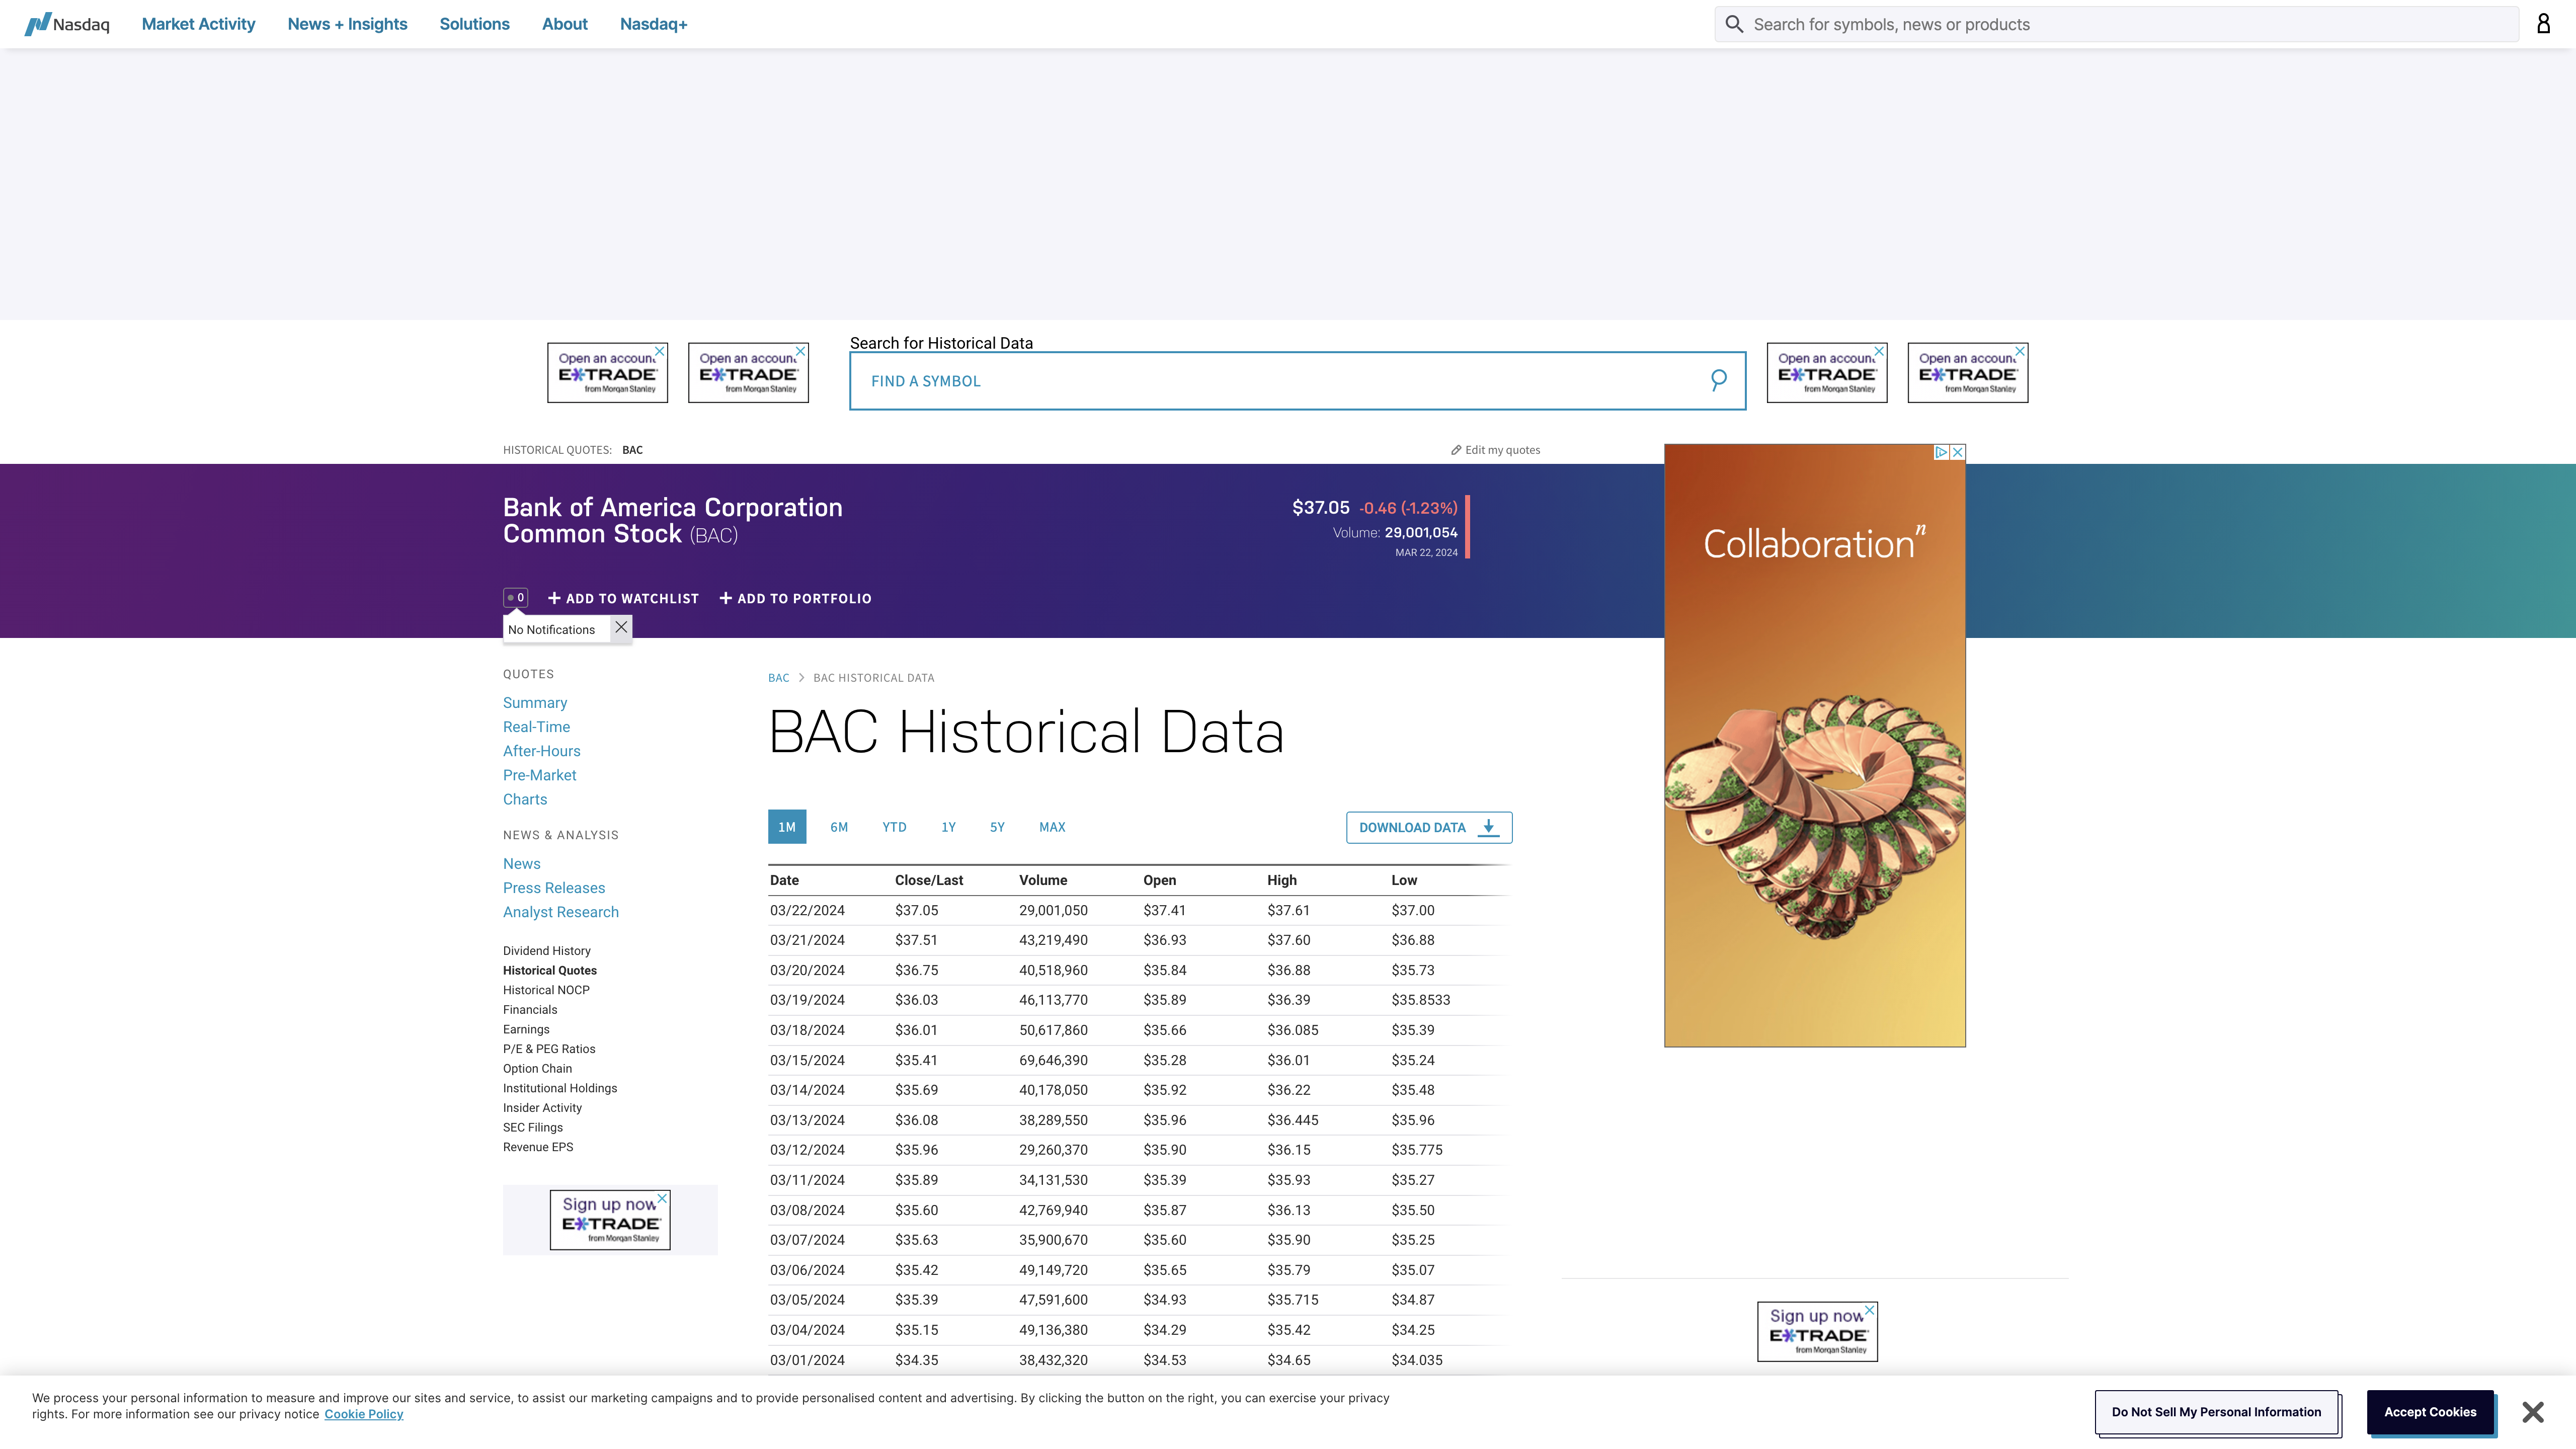 Nasdaq Market Activity News + Insights Solutions About Nasdaq+ Search for symbols, news or products
Search for Historical Data
Open an account E*TRADE from Morgan Stanley
Open an account E*TRADE from Morgan Stanley
FIND A SYMBOL
Open an account E*TRADE from Morgan Stanley
Open an account E*TRADE from Morgan Stanley
HISTORICAL QUOTES: BAC Edit my quotes
Bank of America Corporation
Common Stock (BAC)
$37.05 -0.46 (-1.23%)
Volume: 29,001,054
MAR 22, 2024
0 ADD TO WATCHLIST ADD TO PORTFOLIO
No Notifications
Collaborationⁿ
QUOTES
Summary
Real-Time
After-Hours
Pre-Market
Charts
NEWS & ANALYSIS
News
Press Releases
Analyst Research
Dividend History
Historical Quotes
Historical NOCP
Financials
Earnings
P/E & PEG Ratios
Option Chain
Institutional Holdings
Insider Activity
SEC Filings
Revenue EPS
Sign up now
E*TRADE
from Morgan Stanley
BAC > BAC HISTORICAL DATA
BAC Historical Data
1M 6M YTD 1Y 5Y MAX DOWNLOAD DATA
Date Close/Last Volume Open High Low
03/22/2024 $37.05 29,001,050 $37.41 $37.61 $37.00
03/21/2024 $37.51 43,219,490 $36.93 $37.60 $36.88
03/20/2024 $36.75 40,518,960 $35.84 $36.88 $35.73
03/19/2024 $36.03 46,113,770 $35.89 $36.39 $35.8533
03/18/2024 $36.01 50,617,860 $35.66 $36.085 $35.39
03/15/2024 $35.41 69,646,390 $35.28 $36.01 $35.24
03/14/2024 $35.69 40,178,050 $35.92 $36.22 $35.48
03/13/2024 $36.08 38,289,550 $35.96 $36.445 $35.96
03/12/2024 $35.96 29,260,370 $35.90 $36.15 $35.775
03/11/2024 $35.89 34,131,530 $35.39 $35.93 $35.27
03/08/2024 $35.60 42,769,940 $35.87 $36.13 $35.50
03/07/2024 $35.63 35,900,670 $35.60 $35.90 $35.25
03/06/2024 $35.42 49,149,720 $35.65 $35.79 $35.07
03/05/2024 $35.39 47,591,600 $34.93 $35.715 $34.87
03/04/2024 $35.15 49,136,380 $34.29 $35.42 $34.25
03/01/2024 $34.35 38,432,320 $34.53 $34.65 $34.035
Sign up now
E*TRADE
from Morgan Stanley
We process your personal information to measure and improve our sites and service, to assist our marketing campaigns and to provide personalised content and advertising. By clicking the button on the right, you can exercise your privacy
rights. For more information see our privacy notice Cookie Policy
Do Not Sell My Personal Information
Accept Cookies